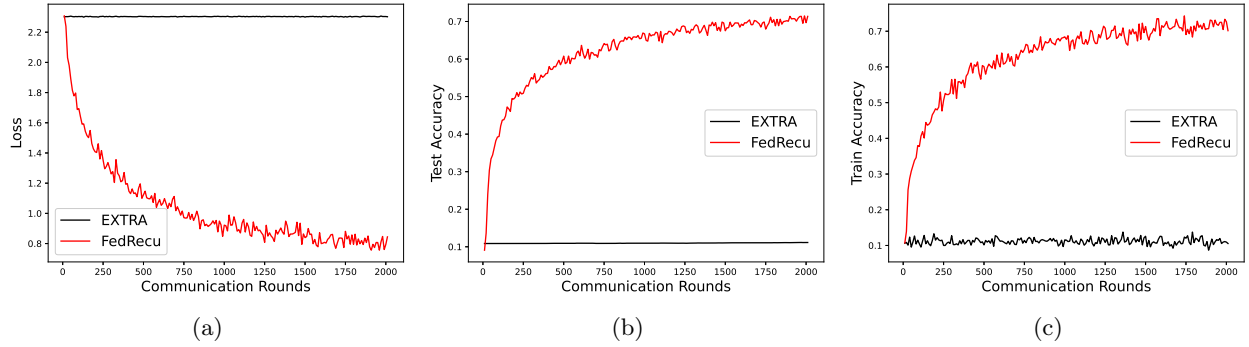 2.2
2.0
1.8
1.6
1.4
1.2
1.0
0.8
Loss
EXTRA
FedRecu
0 250 500 750 1000 1250 1500 1750 2000
Communication Rounds
(a)
0.7
0.6
0.5
0.4
0.3
0.2
0.1
Test Accuracy
EXTRA
FedRecu
0 250 500 750 1000 1250 1500 1750 2000
Communication Rounds
(b)
0.7
0.6
0.5
0.4
0.3
0.2
0.1
Train Accuracy
EXTRA
FedRecu
0 250 500 750 1000 1250 1500 1750 2000
Communication Rounds
(c)